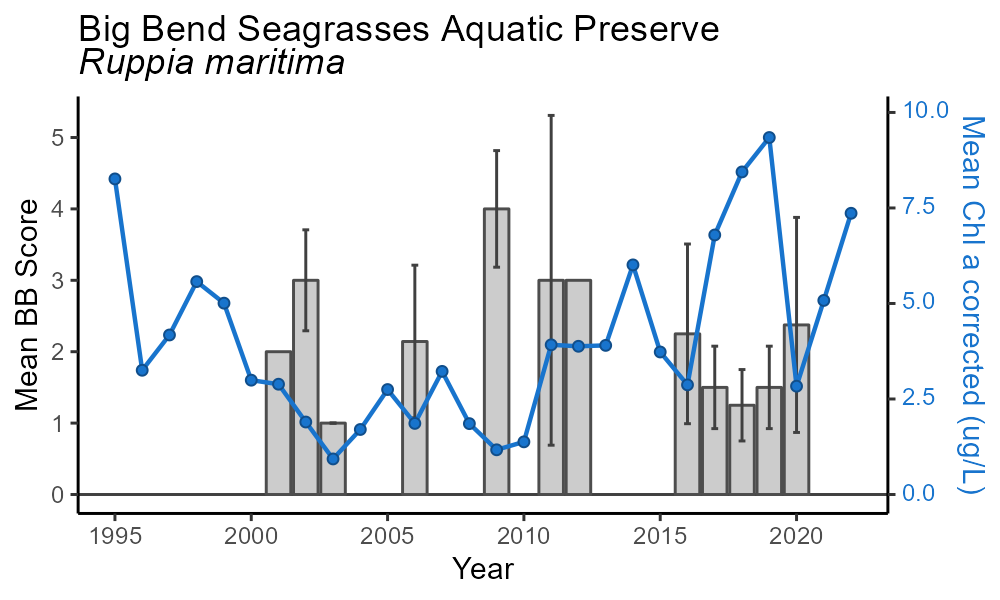 Big Bend Seagrasses Aquatic Preserve
Ruppia maritima
Mean BB Score
5
4
3
2
1
0
10.0
7.5
5.0
2.5
0.0
Mean Chl a corrected (ug/L)
1995 2000 2005 2010 2015 2020
Year